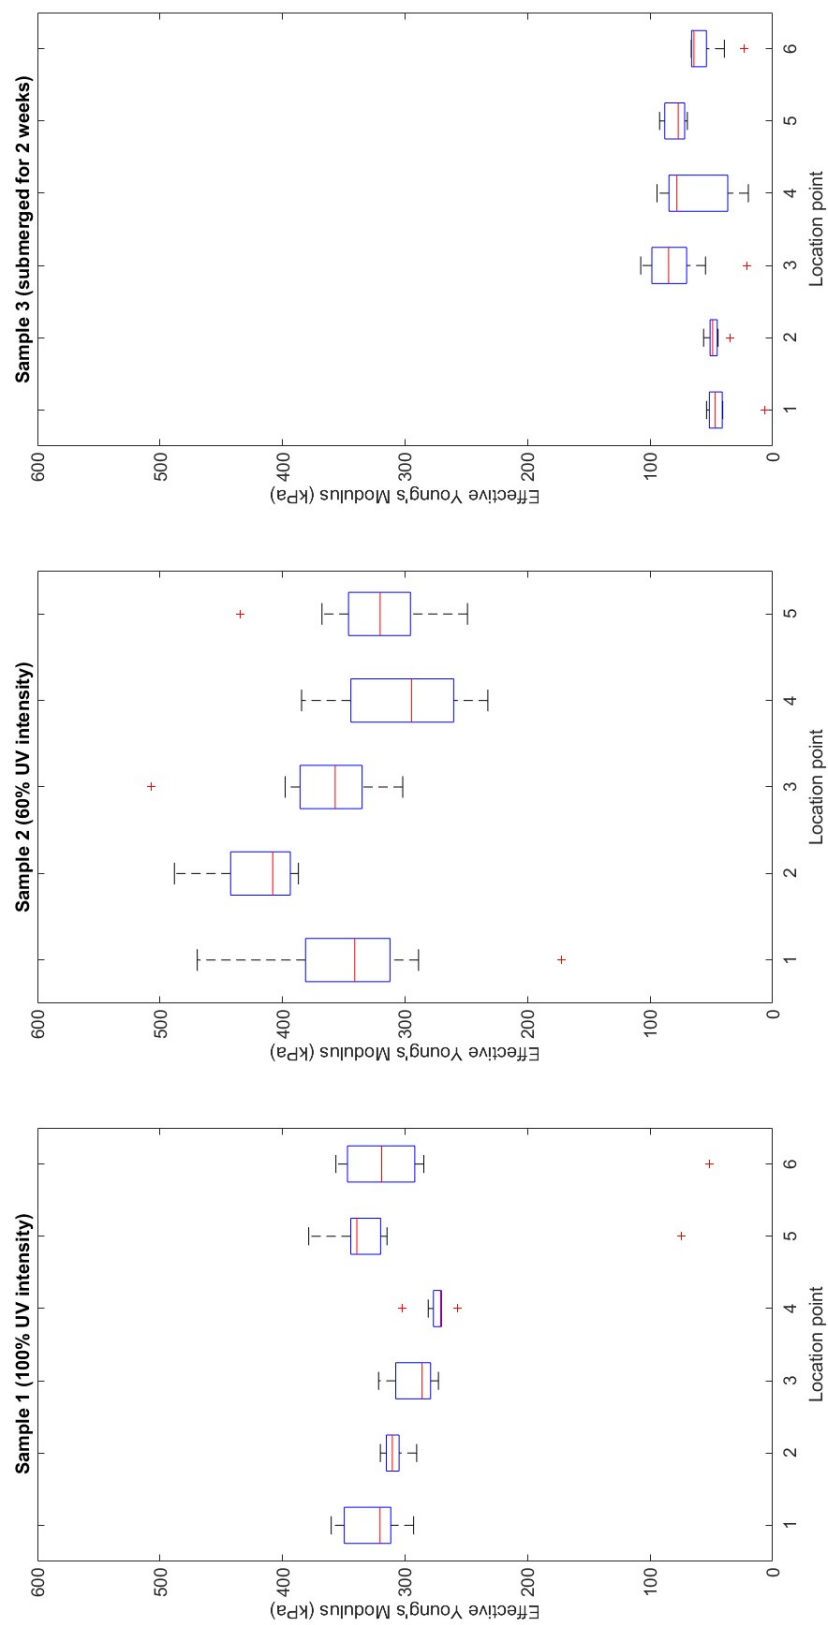 Sample 1 (100% UV intensity)
600
500
400
300
200
100
0
Effective Young's Modulus (kPa)
1 2 3 4 5 6
Location point
Sample 2 (60% UV intensity)
600
500
400
300
200
100
0
Effective Young's Modulus (kPa)
1 2 3 4 5
Location point
Sample 3 (submerged for 2 weeks)
600
500
400
300
200
100
0
Effective Young's Modulus (kPa)
1 2 3 4 5 6
Location point